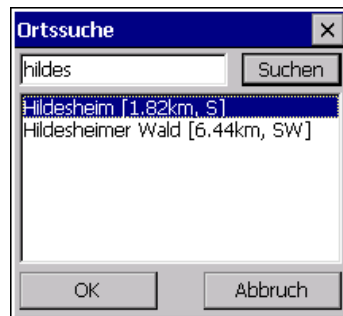 Ortssuche
hildes
Suchen
Hildesheim [1.82km, S]
Hildesheimer Wald [6.44km, SW]
OK
Abbruch